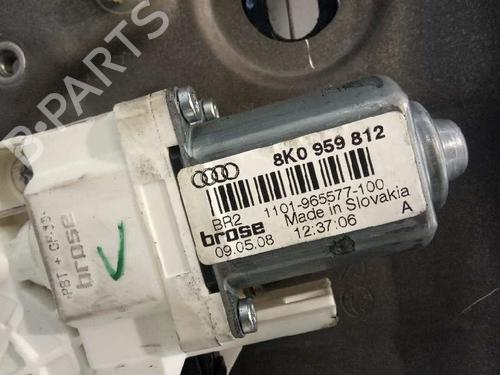 B-PARTS
8K0 959 812
1101-965577-100
BR2 Made in Slovakia
brose
09.05.08 12:37:06 A
brose